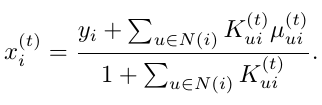 x_i^{(t)} = \frac{y_i + \sum_{u \in N(i)} K_{ui}^{(t)} \mu_{ui}^{(t)}}{1 + \sum_{u \in N(i)} K_{ui}^{(t)}}.